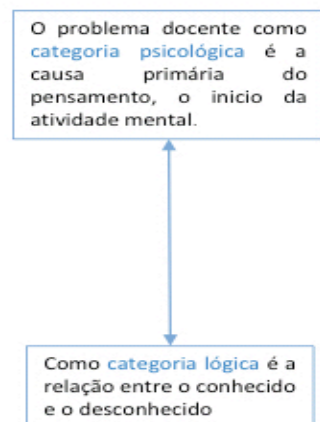 O problema docente como
categoria psicológica é a
causa primária do
pensamento, o inicio da
atividade mental.
Como categoria lógica é a
relação entre o conhecido
e o desconhecido